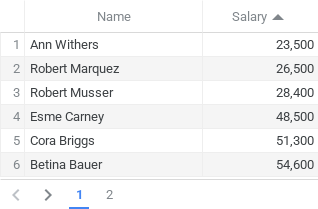 Name Salary
1 Ann Withers 23,500
2 Robert Marquez 26,500
3 Robert Musser 28,400
4 Esme Carney 48,500
5 Cora Briggs 51,300
6 Betina Bauer 54,600
1 2